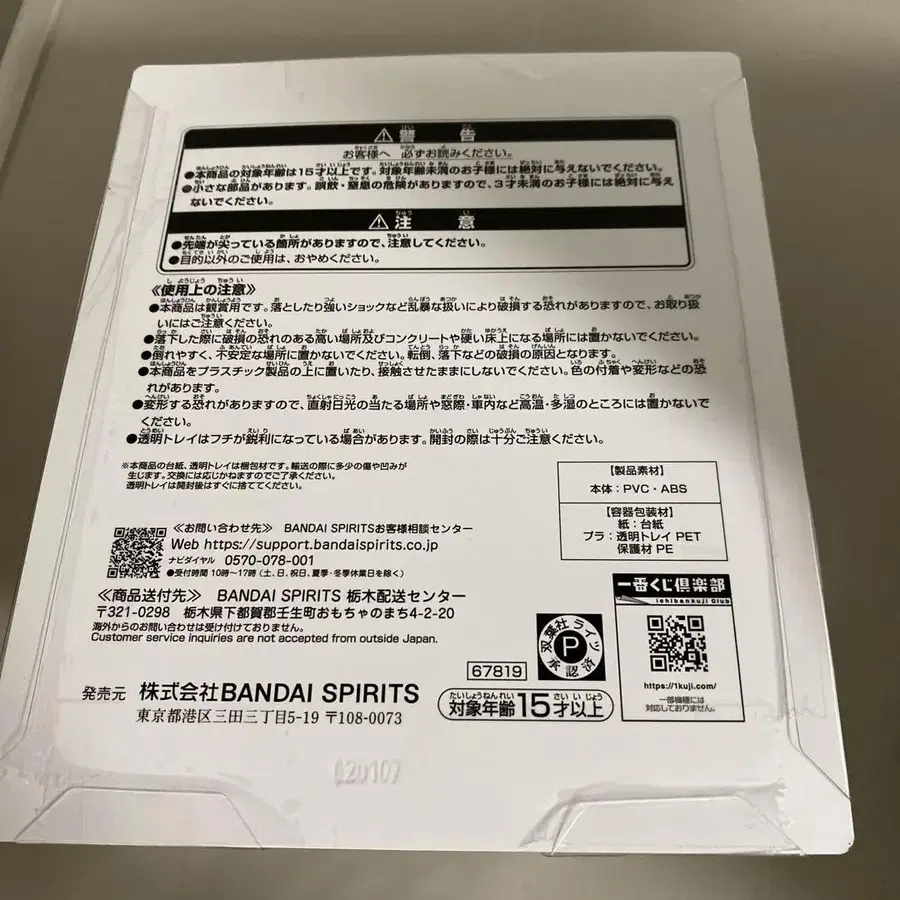 ⚠警告
お客様へ 必ずお読みください。
●本商品の対象年齢は15才以上です。対象年齢未満のお子様には絶対に与えないでください。
●小さな部品があります。誤飲・窒息の危険がありますので、3才未満のお子様には絶対に与え
ないでください。
⚠注意
●先端が尖っている箇所がありますので、注意してください。
●目的以外のご使用は、おやめください。
≪使用上の注意≫
●本商品は観賞用です。落としたり強いショックなど乱暴な扱いにより破損する恐れがありますので、お取り扱
いにはご注意ください。
●落下した際に破損の恐れのある高い場所及びコンクリートや硬い床上になる場所には置かないでください。
●倒れやすく、不安定な場所に置かないでください。転倒、落下などの破損の原因となります。
●本商品をプラスチック製品の上に置いたり、接触させたままにしないでください。色の付着や変形などの恐
れがあります。
●変形する恐れがありますので、直射日光の当たる場所や窓際・車内など高温・多湿のところには置かないで
ください。
●透明トレイはフチが鋭利になっている場合があります。開封の際は十分ご注意ください。
※本商品の台紙、透明トレイは梱包材です。輸送の際に多少の傷や凹みが
生じます。交換には応じかねますのでご了承ください。
透明トレイは開封後はすぐに捨ててください。
【製品素材】
本体:PVC・ABS
【容器包装材】
紙:台紙
プラ:透明トレイ PET
保護材 PE
≪お問い合わせ先≫ BANDAI SPIRITSお客様相談センター
Web https://support.bandaispirits.co.jp
ナビダイヤル 0570-078-001
●受付時間 10時~17時(土、日、祝日、夏季・冬季休業日を除く)
≪商品送付先≫ BANDAI SPIRITS 栃木配送センター
〒321-0298 栃木県下都賀郡壬生町おもちゃのまち4-2-20
海外からのお問い合わせは受け付けておりません。
Customer service inquiries are not accepted from outside Japan.
発売元 株式会社BANDAI SPIRITS
東京都港区三田三丁目5-19 〒108-0073
67819
双葉社 ライツ
P
承認済
たいしょうねんれい さい いじょう
対象年齢15才以上
一番くじ倶楽部
ichibankuji Club
https://1kuji.com/
一部機種には
対応しておりません。